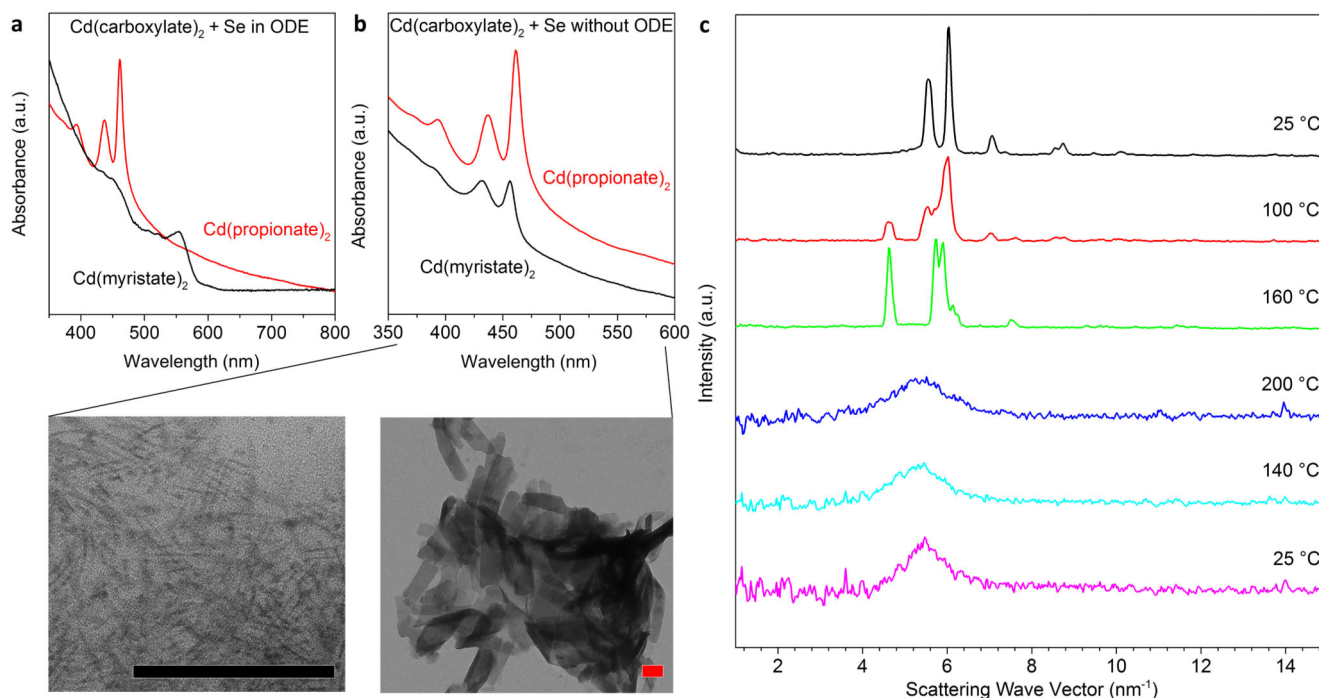 a
Cd(carboxylate)₂ + Se in ODE
Absorbance (a.u.)
Cd(propionate)₂
Cd(myristate)₂
400 500 600 700 800
Wavelength (nm)
b
Cd(carboxylate)₂ + Se without ODE
Absorbance (a.u.)
Cd(propionate)₂
Cd(myristate)₂
350 400 450 500 550 600
Wavelength (nm)
c
Intensity (a.u.)
25 °C
100 °C
160 °C
200 °C
140 °C
25 °C
2 4 6 8 10 12 14
Scattering Wave Vector (nm⁻¹)